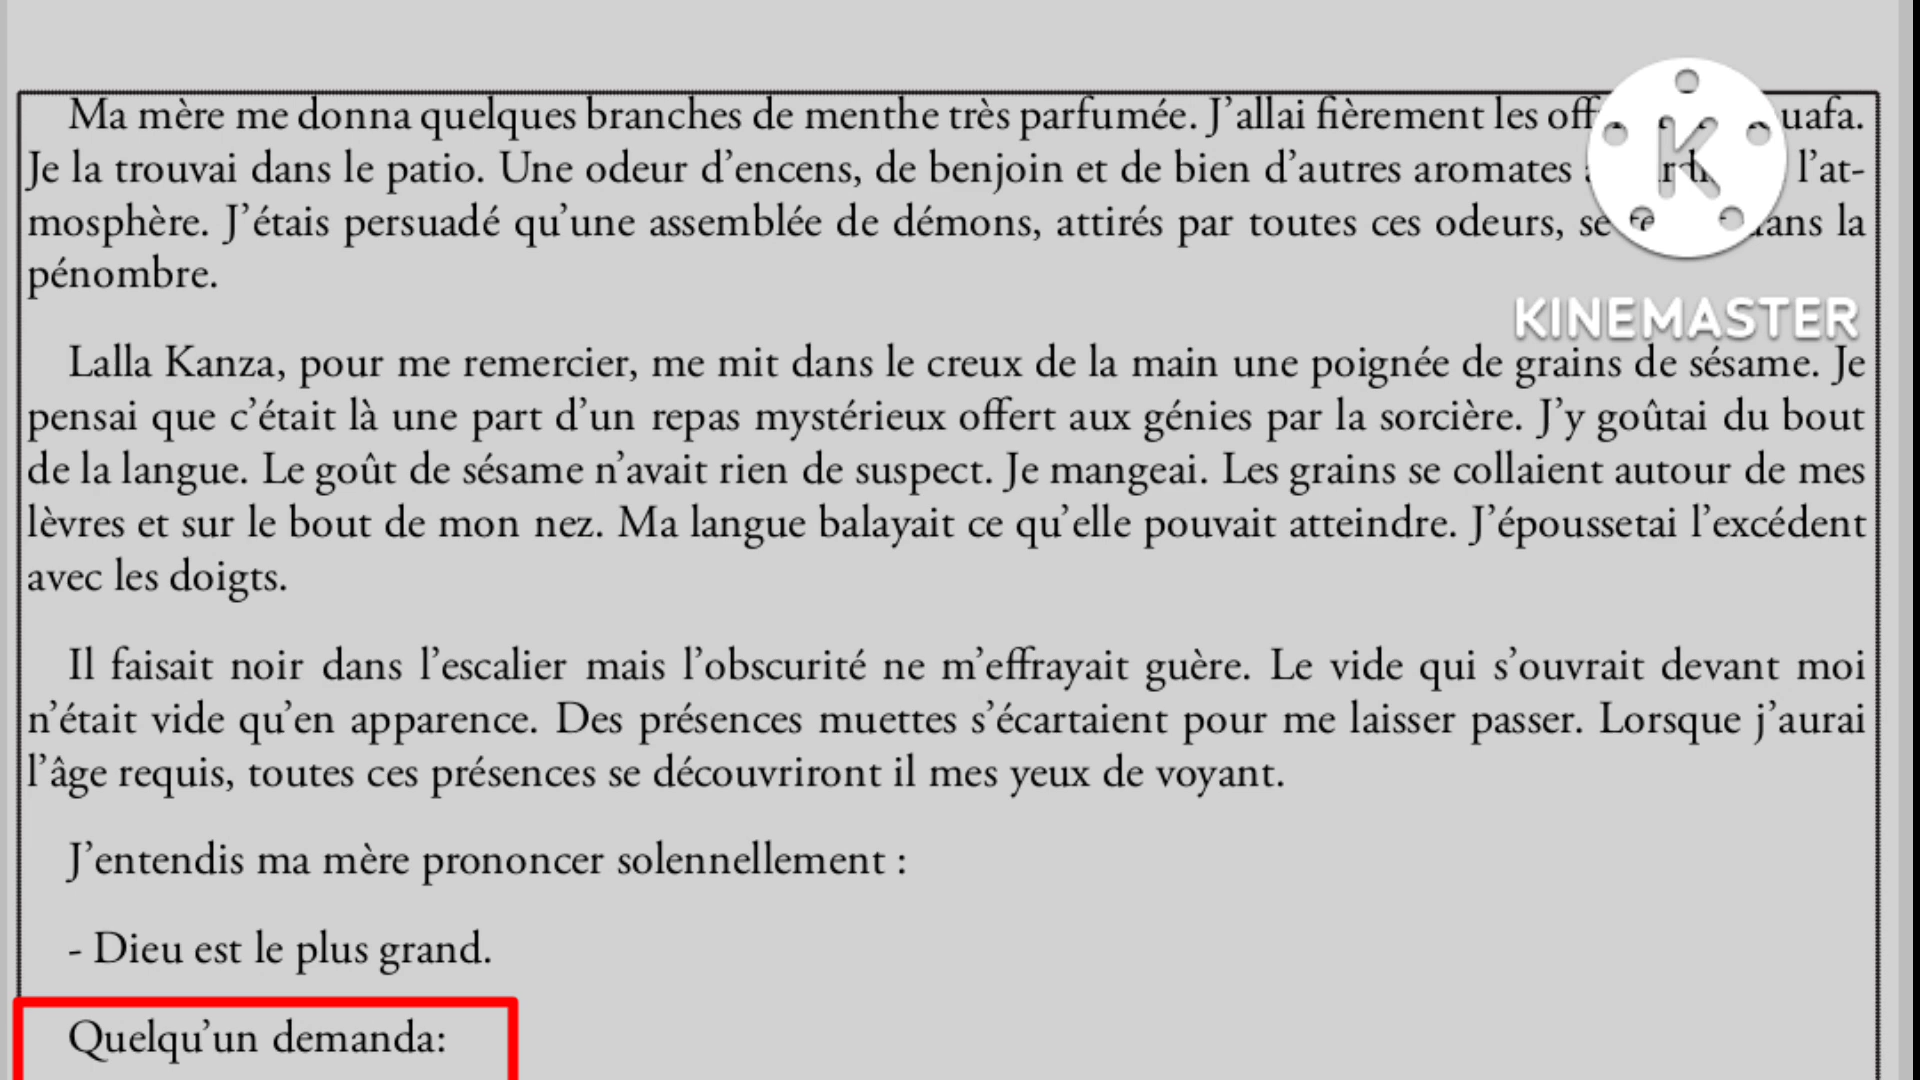 Ma mère me donna quelques branches de menthe très parfumée. J’allai fièrement les uafa.
Je la trouvai dans le patio. Une odeur d’encens, de benjoin et de bien d’autres aromates l’at-
mosphère. J’étais persuadé qu’une assemblée de démons, attirés par toutes ces odeurs, se dans la
pénombre.
KINEMASTER
Lalla Kanza, pour me remercier, me mit dans le creux de la main une poignée de grains de sésame. Je
pensai que c’était là une part d’un repas mystérieux offert aux génies par la sorcière. J’y goûtai du bout
de la langue. Le goût de sésame n’avait rien de suspect. Je mangeai. Les grains se collaient autour de mes
lèvres et sur le bout de mon nez. Ma langue balayait ce qu’elle pouvait atteindre. J’époussetai l’excédent
avec les doigts.
Il faisait noir dans l’escalier mais l’obscurité ne m’effrayait guère. Le vide qui s’ouvrait devant moi
n’était vide qu’en apparence. Des présences muettes s’écartaient pour me laisser passer. Lorsque j’aurai
l’âge requis, toutes ces présences se découvriront il mes yeux de voyant.
J’entendis ma mère prononcer solennellement :
- Dieu est le plus grand.
Quelqu’un demanda: